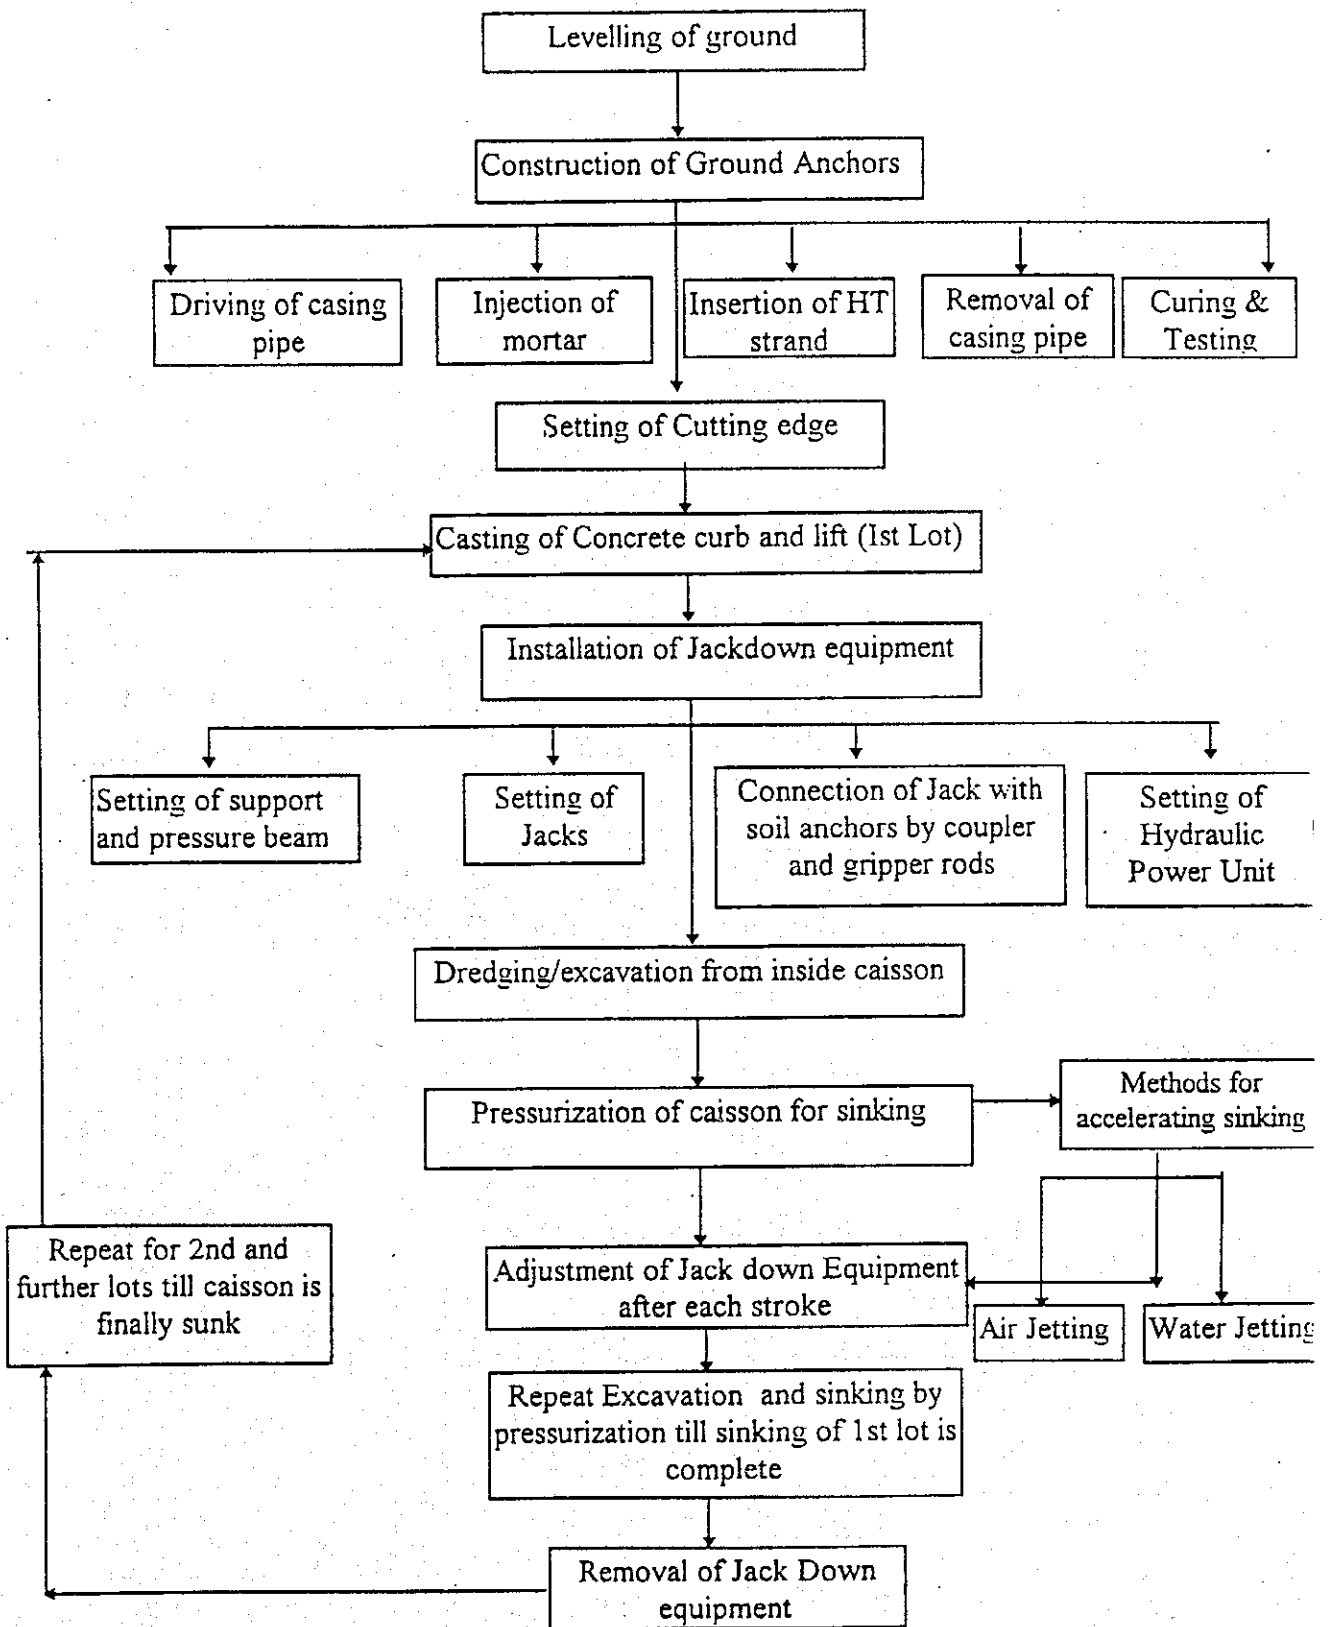 Levelling of ground
Construction of Ground Anchors
Driving of casing
pipe
Injection of
mortar
Insertion of HT
strand
Removal of
casing pipe
Curing &
Testing
Setting of Cutting edge
Casting of Concrete curb and lift (Ist Lot)
Installation of Jackdown equipment
Setting of support
and pressure beam
Setting of
Jacks
Connection of Jack with
soil anchors by coupler
and gripper rods
Setting of
Hydraulic
Power Unit
Dredging/excavation from inside caisson
Pressurization of caisson for sinking
Methods for
accelerating sinking
Repeat for 2nd and
further lots till caisson is
finally sunk
Adjustment of Jack down Equipment
after each stroke
Air Jetting
Water Jetting
Repeat Excavation and sinking by
pressurization till sinking of 1st lot is
complete
Removal of Jack Down
equipment